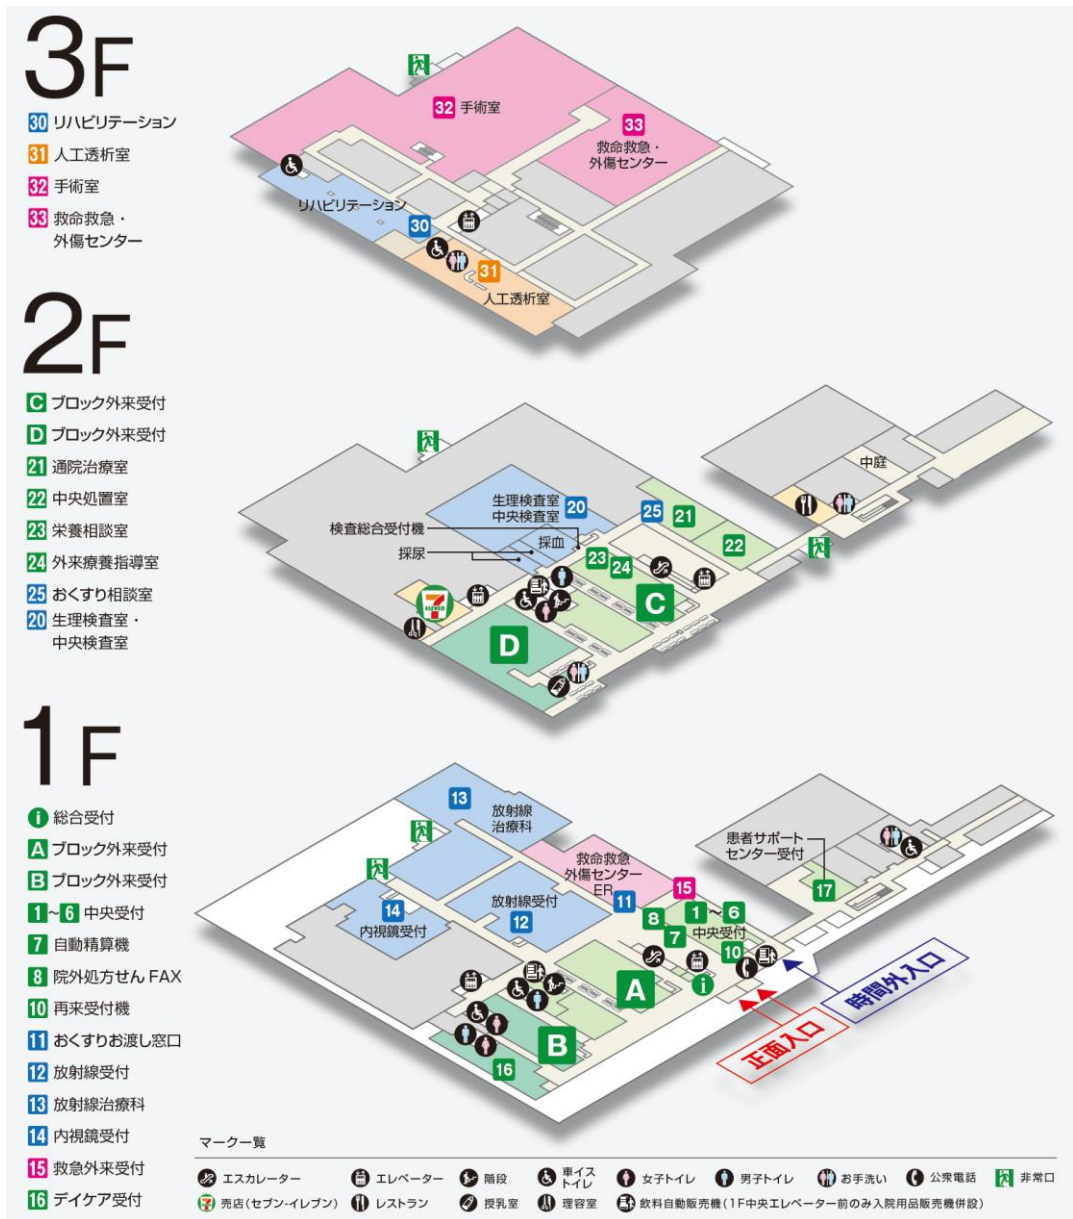 3F
30 リハビリテーション
31 人工透析室
32 手術室
33 救命救急・
外傷センター
32 手術室
33
救命救急・
外傷センター
リハビリテーション
30
31
人工透析室
2F
C ブロック外来受付
D ブロック外来受付
21 通院治療室
22 中央処置室
23 栄養相談室
24 外来療養指導室
25 おくすり相談室
20 生理検査室・
中央検査室
中庭
生理検査室
中央検査室
20
25
21
22
検査総合受付機
採血
採尿
23
24
C
7
ELEVEN
D
1F
i 総合受付
A ブロック外来受付
B ブロック外来受付
1～6 中央受付
7 自動精算機
8 院外処方せん FAX
10 再来受付機
11 おくすりお渡し窓口
12 放射線受付
13 放射線治療科
14 内視鏡受付
15 救急外来受付
16 デイケア受付
13
放射線
治療科
救命救急
外傷センター
ER
15
11
患者サポート
センター受付
17
放射線受付
12
14
内視鏡受付
8
1～6
中央受付
7
10
i
A
B
16
時間外入口
正面入口
マーク一覧
エスカレーター
エレベーター
階段
車イス
トイレ
女子トイレ
男子トイレ
お手洗い
公衆電話
非常口
売店(セブン-イレブン)
レストラン
授乳室
理容室
飲料自動販売機(1F中央エレベーター前のみ入院用品販売機併設)